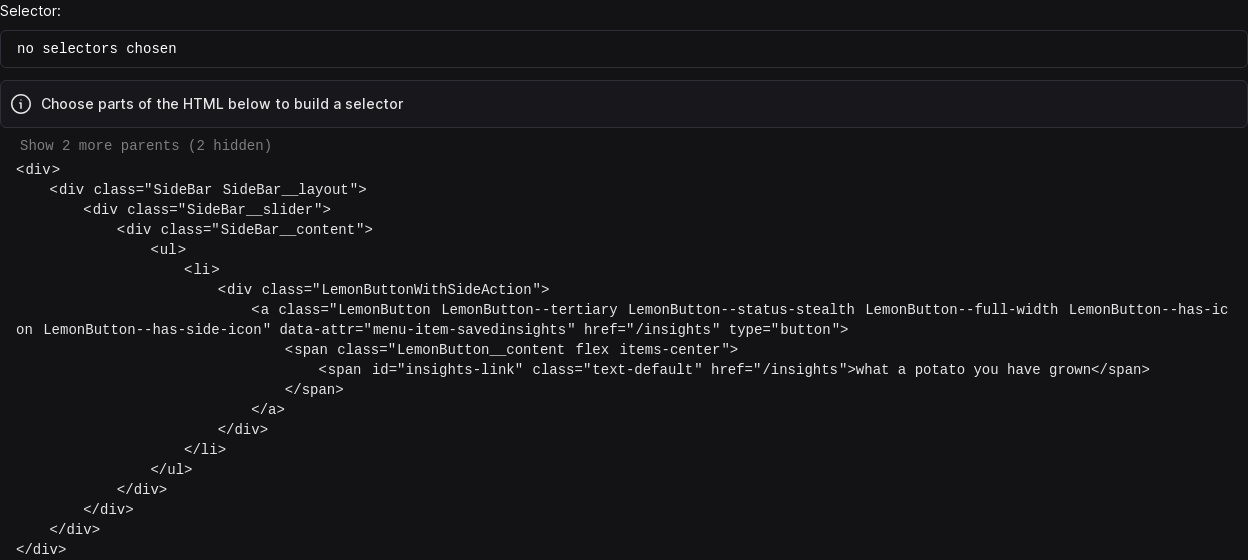 Selector:
no selectors chosen
Choose parts of the HTML below to build a selector
Show 2 more parents (2 hidden)
<div>
<div class="SideBar SideBar__layout">
<div class="SideBar__slider">
<div class="SideBar__content">
<ul>
<li>
<div class="LemonButtonWithSideAction">
<a class="LemonButton LemonButton--tertiary LemonButton--status-stealth LemonButton--full-width LemonButton--has-ic
on LemonButton--has-side-icon" data-attr="menu-item-savedinsights" href="/insights" type="button">
<span class="LemonButton__content flex items-center">
<span id="insights-link" class="text-default" href="/insights">what a potato you have grown</span>
</span>
</a>
</div>
</li>
</ul>
</div>
</div>
</div>
</div>